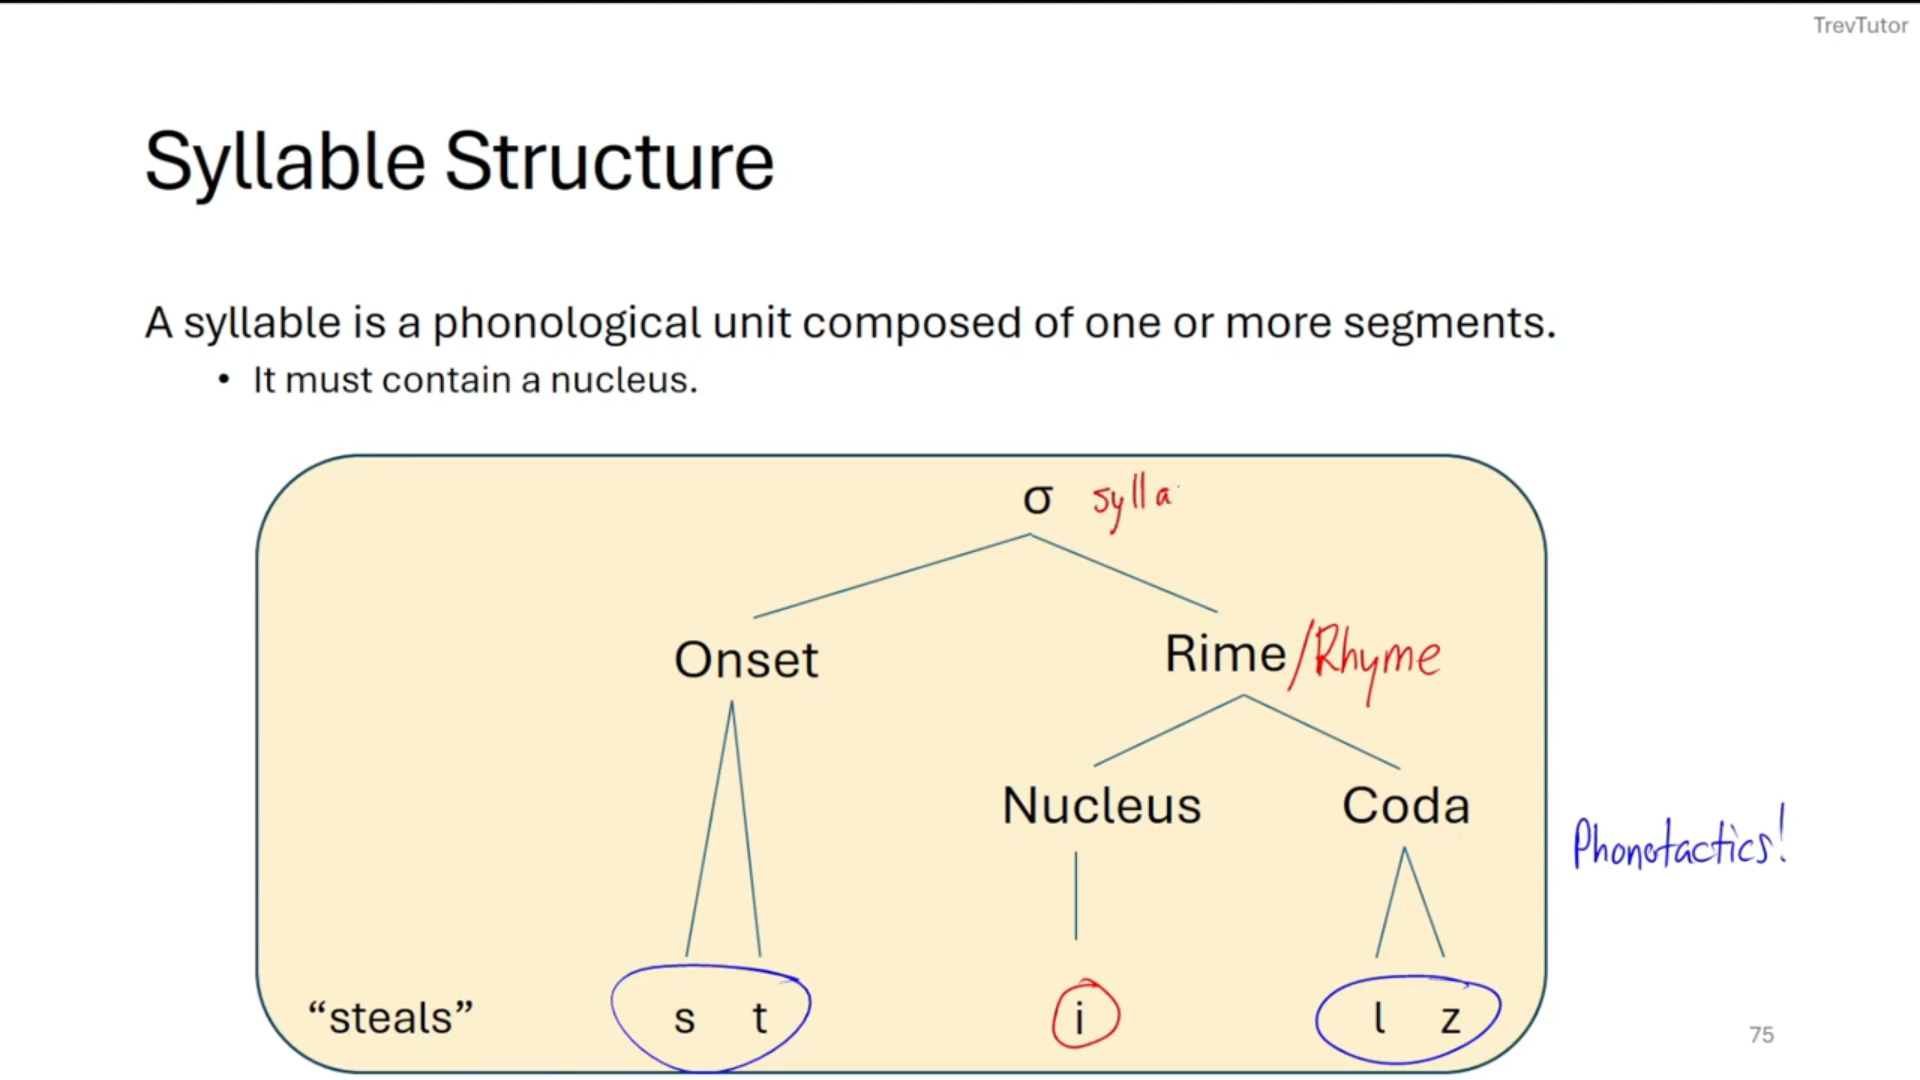 TrevTutor
Syllable Structure
A syllable is a phonological unit composed of one or more segments.
• It must contain a nucleus.
σ sylla
Onset Rime/Rhyme
Nucleus Coda
Phonotactics!
“steals” s t i l z
75